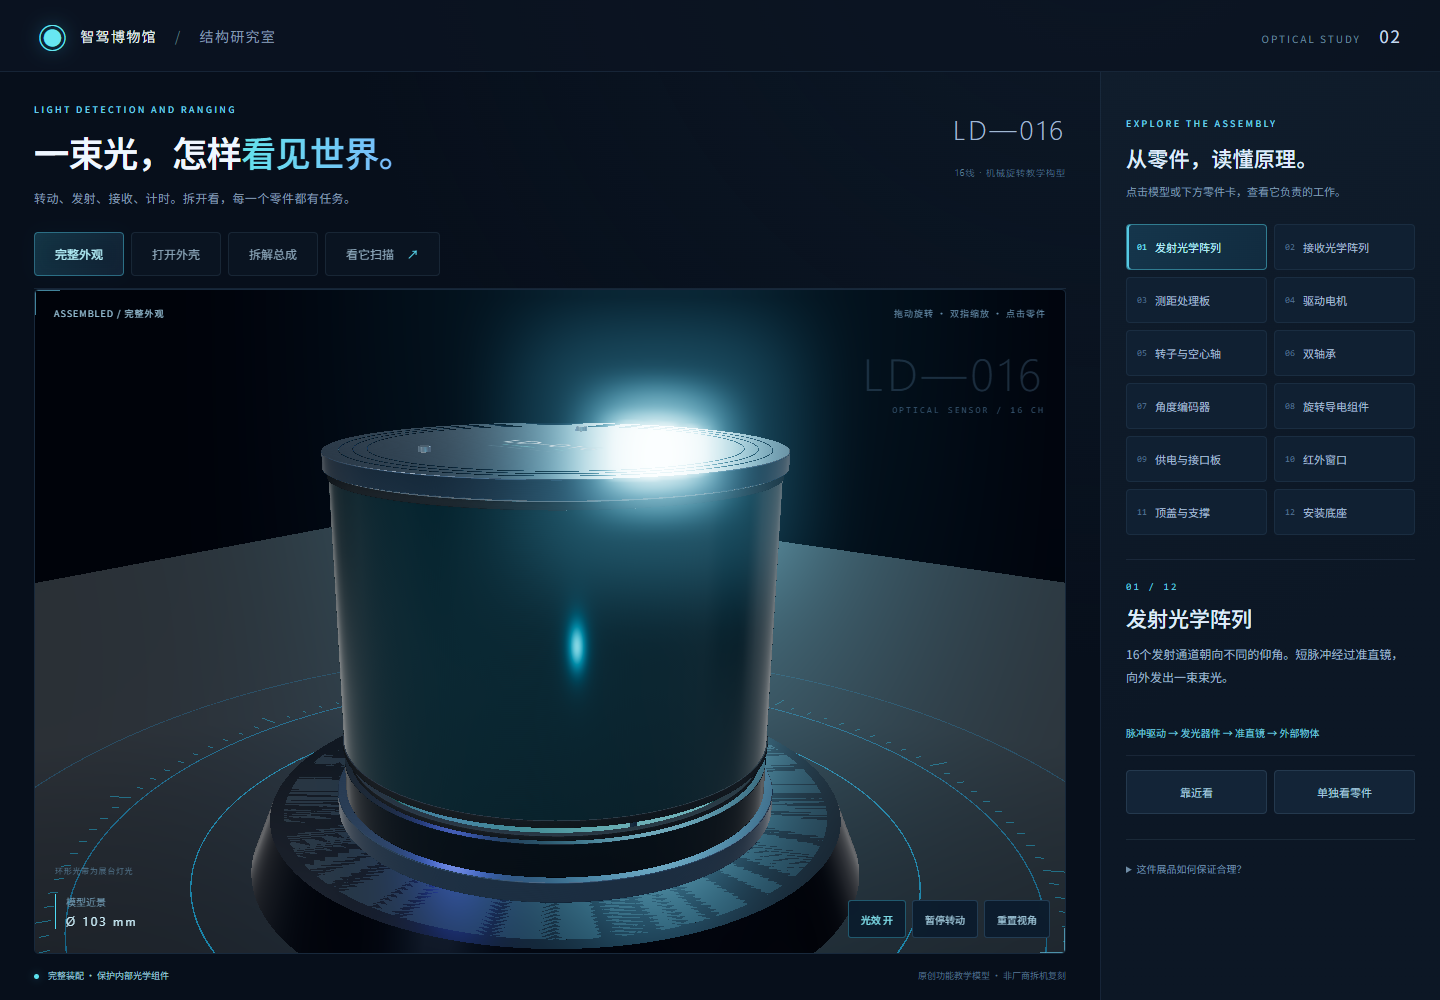 智驾博物馆 / 结构研究室
OPTICAL STUDY 02
LIGHT DETECTION AND RANGING
一束光，怎样看见世界。
转动、发射、接收、计时。拆开看，每一个零件都有任务。
LD—016
16线 · 机械旋转教学构型
完整外观
打开外壳
拆解总成
看它扫描 ↗
ASSEMBLED / 完整外观
拖动旋转 · 双指缩放 · 点击零件
LD—016
OPTICAL SENSOR / 16 CH
环形光带为展台灯光
模型近景
Ø 103 mm
光效 开
暂停转动
重置视角
完整装配 · 保护内部光学组件
原创功能教学模型 · 非厂商拆机复刻
EXPLORE THE ASSEMBLY
从零件，读懂原理。
点击模型或下方零件卡，查看它负责的工作。
01 发射光学阵列
02 接收光学阵列
03 测距处理板
04 驱动电机
05 转子与空心轴
06 双轴承
07 角度编码器
08 旋转导电组件
09 供电与接口板
10 红外窗口
11 顶盖与支撑
12 安装底座
01 / 12
发射光学阵列
16个发射通道朝向不同的仰角。短脉冲经过准直镜，
向外发出一束束光。
脉冲驱动 → 发光器件 → 准直镜 → 外部物体
靠近看
单独看零件
▶ 这件展品如何保证合理？